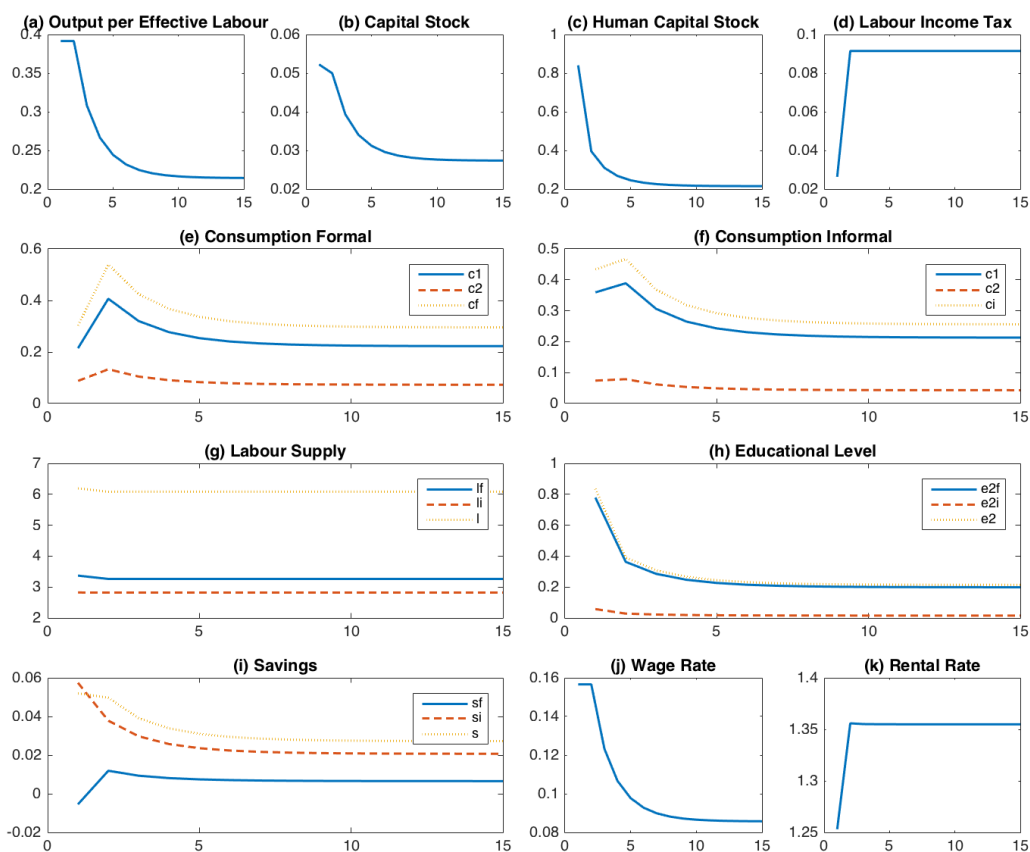 (a) Output per Effective Labour
0.4
0.35
0.3
0.25
0.2
0 5 10 15
(b) Capital Stock
0.06
0.05
0.04
0.03
0.02
0 5 10 15
(c) Human Capital Stock
1
0.8
0.6
0.4
0.2
0 5 10 15
(d) Labour Income Tax
0.1
0.08
0.06
0.04
0.02
0 5 10 15
(e) Consumption Formal
0.6
0.4
0.2
0
c1
c2
cf
0 5 10 15
(f) Consumption Informal
0.5
0.4
0.3
0.2
0.1
0
c1
c2
ci
0 5 10 15
(g) Labour Supply
7
6
5
4
3
2
lf
li
l
0 5 10 15
(h) Educational Level
1
0.8
0.6
0.4
0.2
0
e2f
e2i
e2
0 5 10 15
(i) Savings
0.06
0.04
0.02
0
-0.02
sf
si
s
0 5 10 15
(j) Wage Rate
0.16
0.14
0.12
0.1
0.08
0 5 10 15
(k) Rental Rate
1.4
1.35
1.3
1.25
0 5 10 15